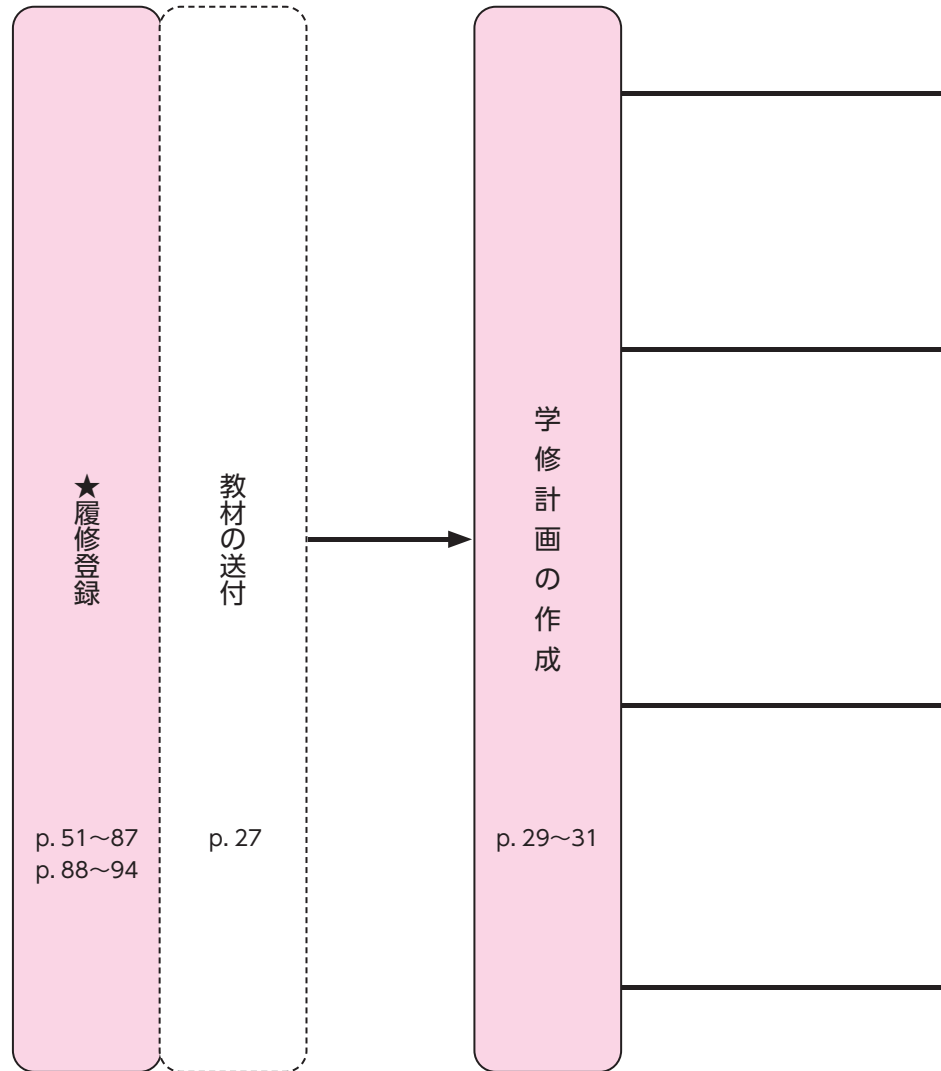 ★履修登録
p. 51～87
p. 88～94
教材の送付
p. 27
学修計画の作成
p. 29～31